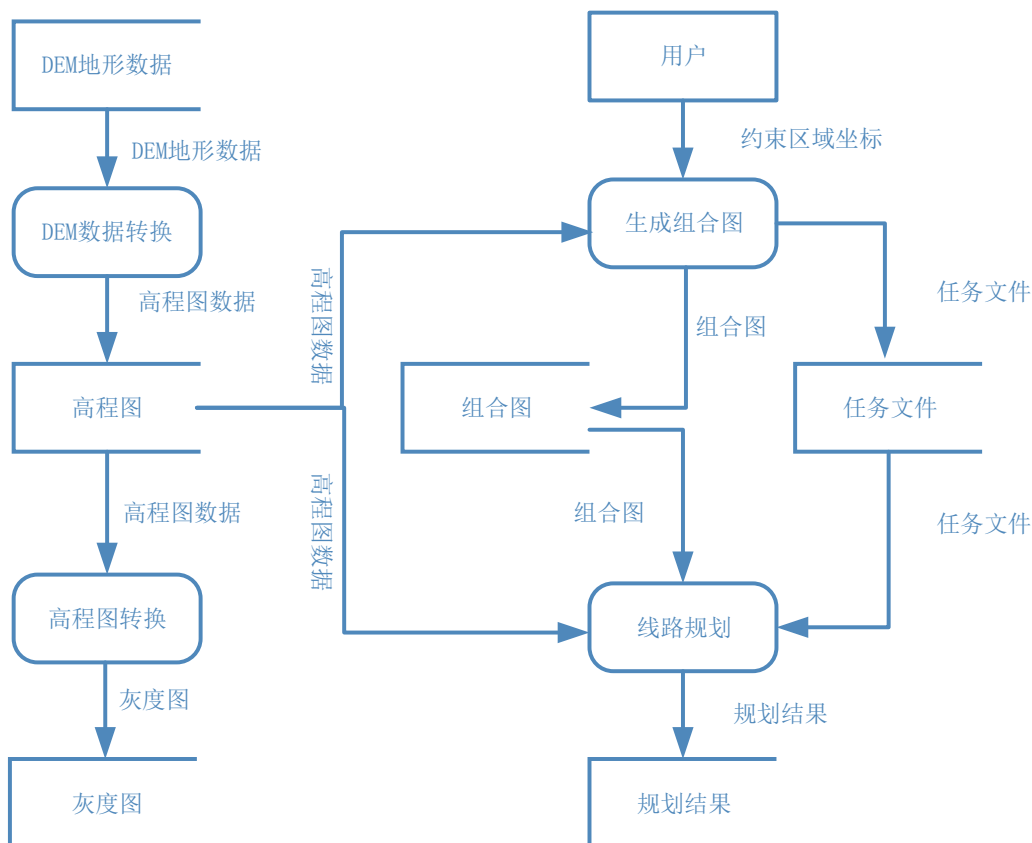 DEM地形数据
用户
DEM地形数据
约束区域坐标
DEM数据转换
生成组合图
高程图数据
高程图数据
组合图
任务文件
高程图
组合图
任务文件
高程图数据
高程图数据
组合图
任务文件
高程图转换
线路规划
灰度图
规划结果
灰度图
规划结果